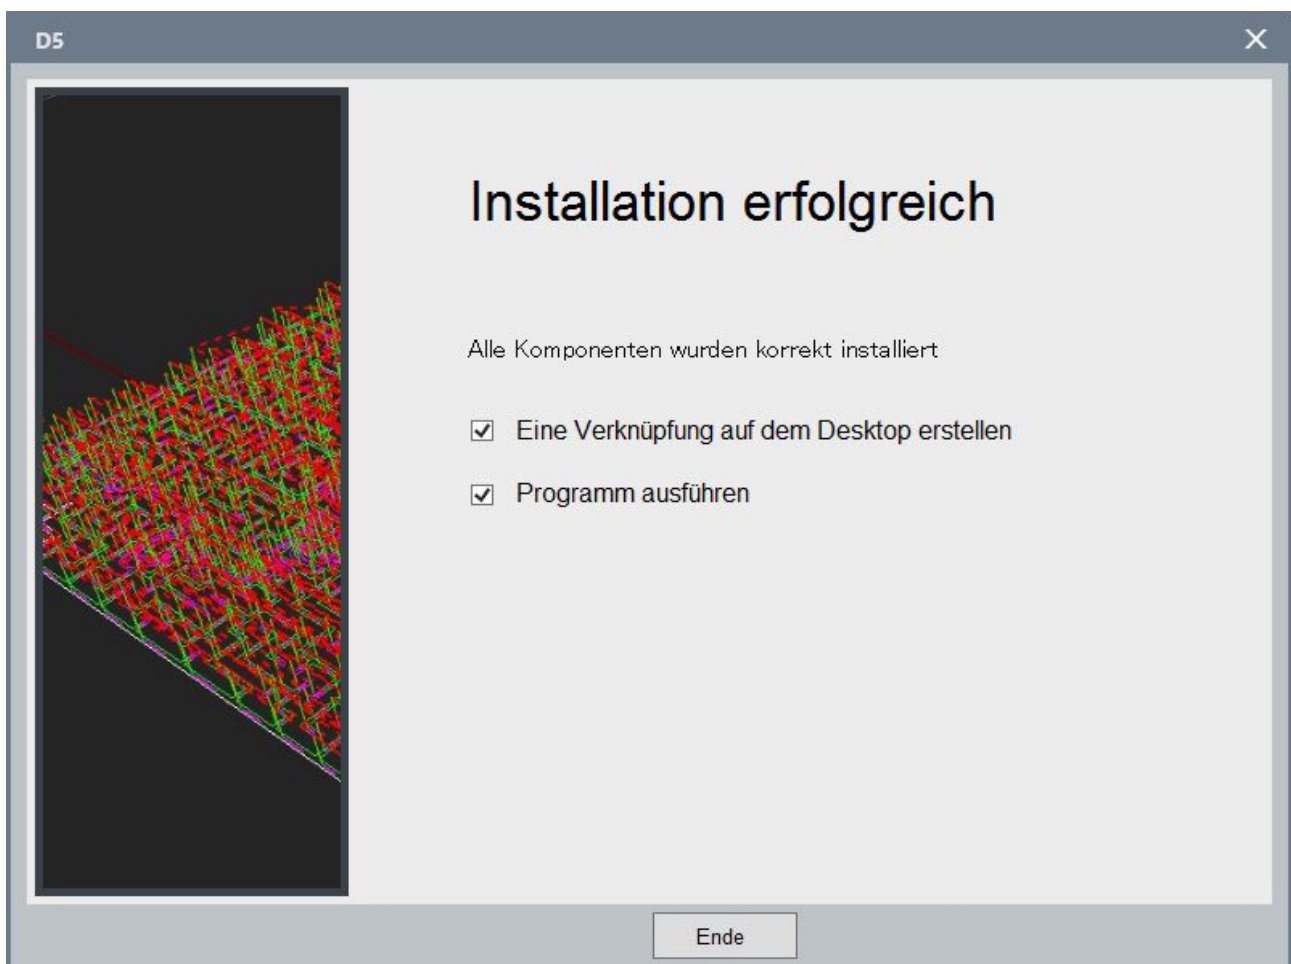 D5
Installation erfolgreich
Alle Komponenten wurden korrekt installiert
Eine Verknüpfung auf dem Desktop erstellen
Programm ausführen
Ende